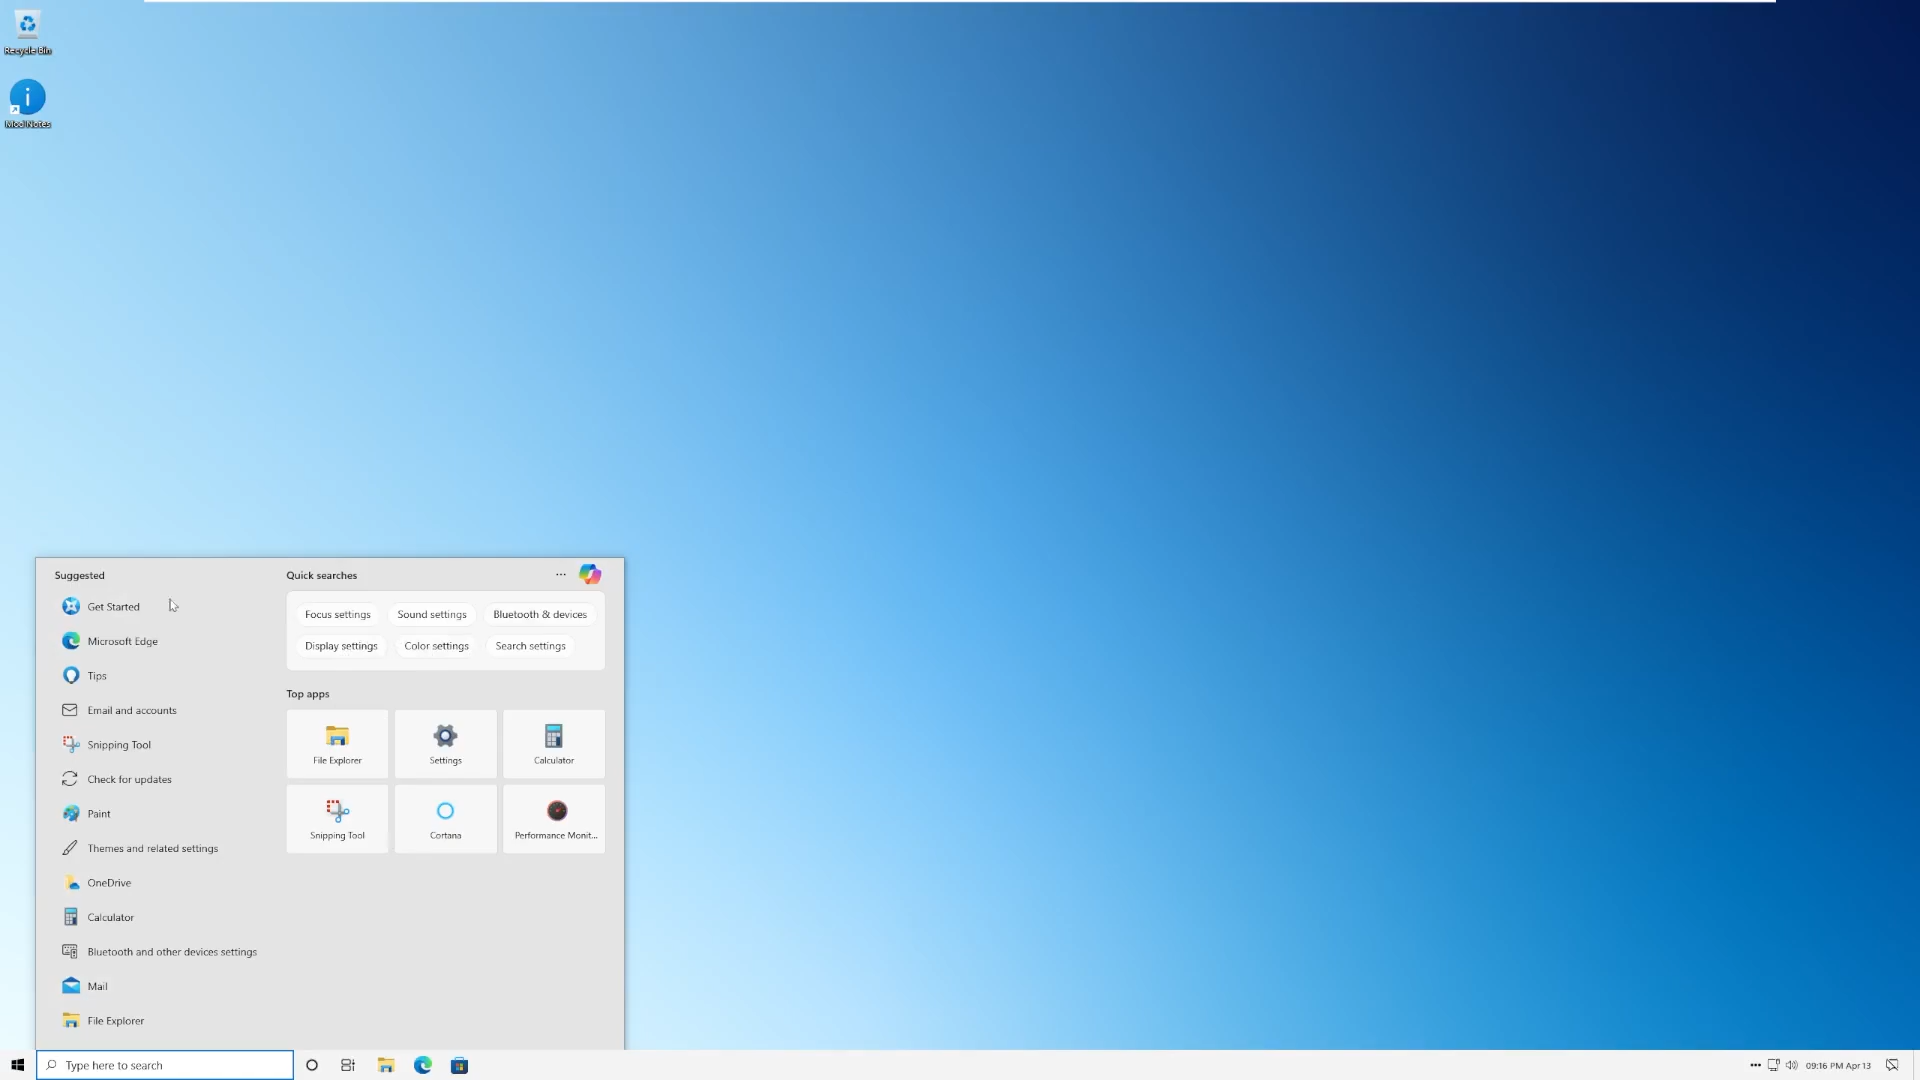 Recycle Bin
Mod Notes
Suggested
Get Started
Microsoft Edge
Tips
Email and accounts
Snipping Tool
Check for updates
Paint
Themes and related settings
OneDrive
Calculator
Bluetooth and other devices settings
Mail
File Explorer
Quick searches
Focus settings
Sound settings
Bluetooth & devices
Display settings
Color settings
Search settings
Top apps
File Explorer
Settings
Calculator
Snipping Tool
Cortana
Performance Monit...
Type here to search
09:16 PM Apr 13